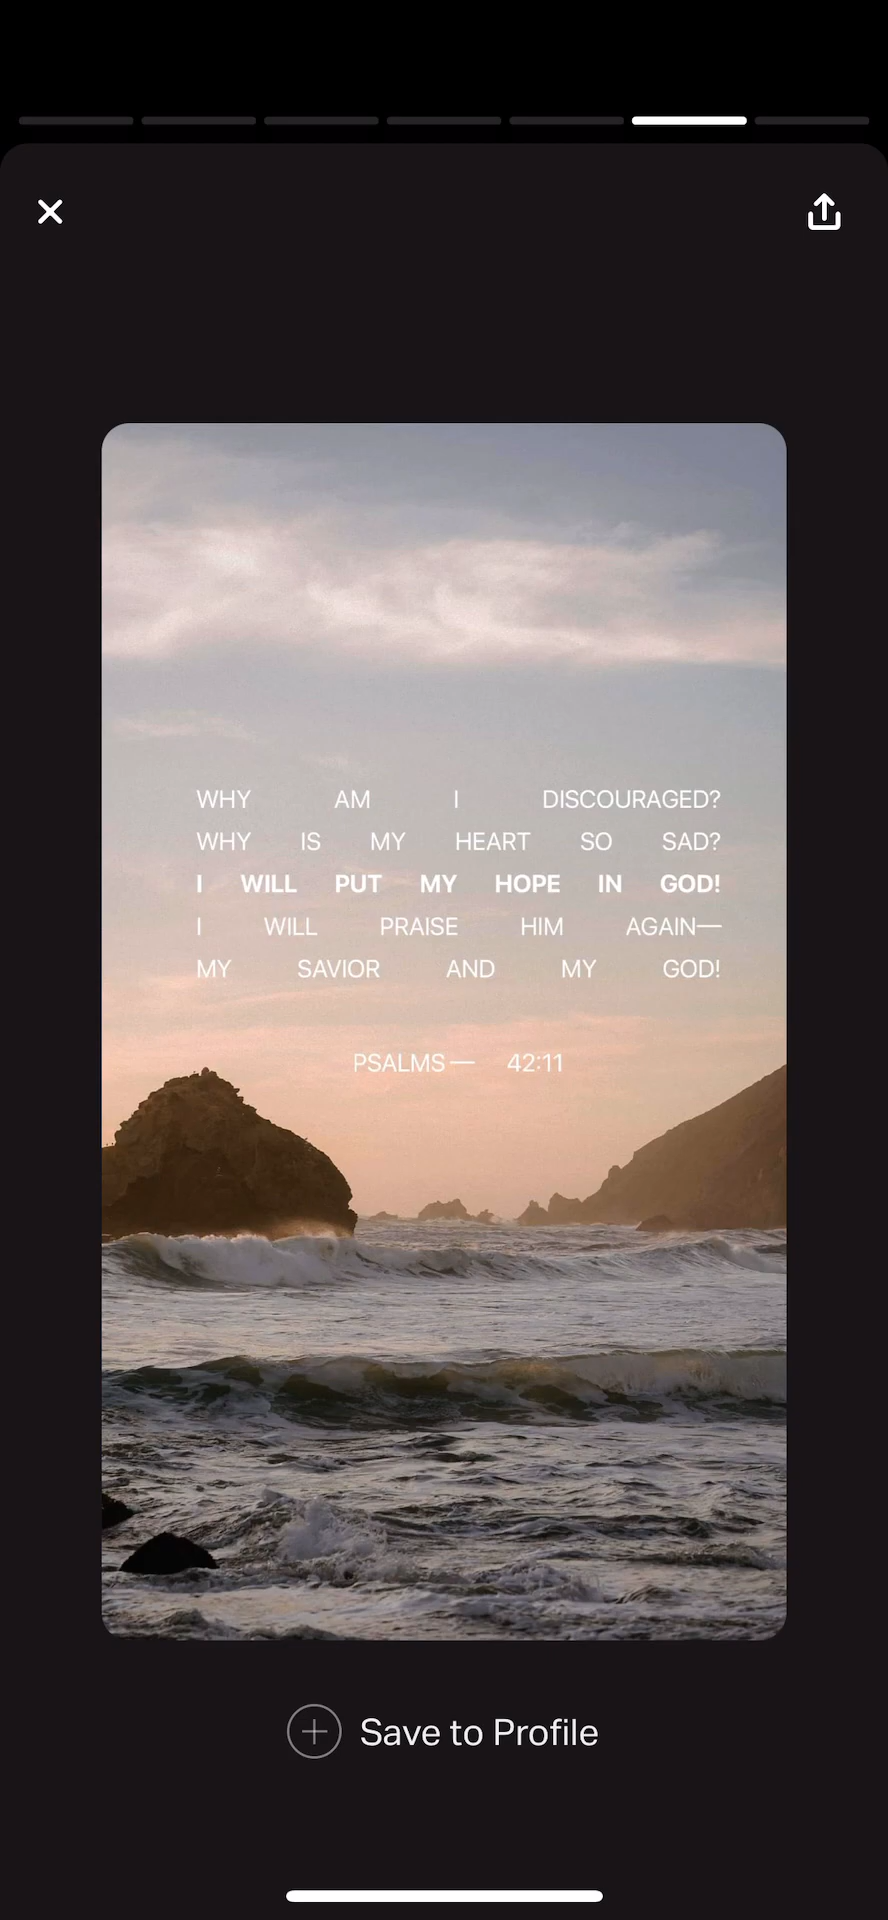 WHY AM I DISCOURAGED?
WHY IS MY HEART SO SAD?
I WILL PUT MY HOPE IN GOD!
I WILL PRAISE HIM AGAIN—
MY SAVIOR AND MY GOD!
PSALMS— 42:11
Save to Profile